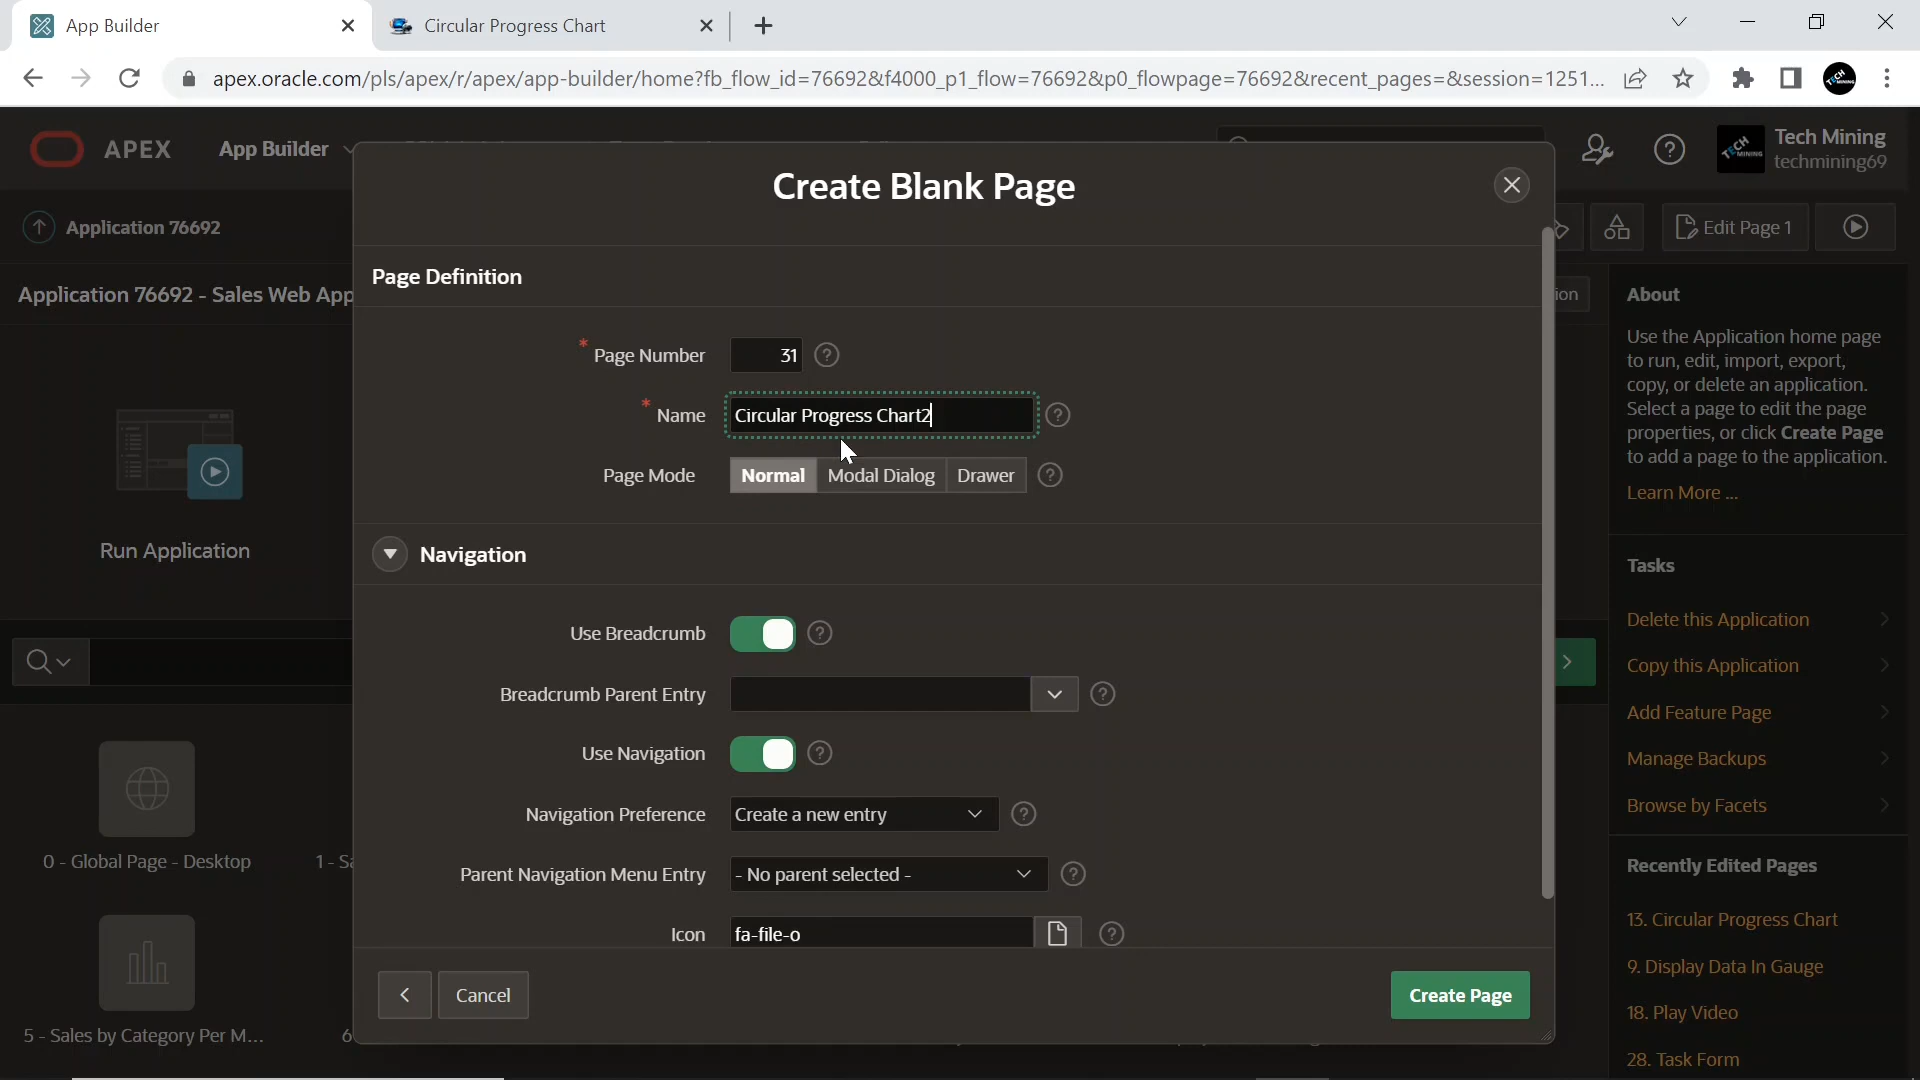 App Builder
Circular Progress Chart
apex.oracle.com/pls/apex/r/apex/app-builder/home?fb_flow_id=76692&f4000_p1_flow=76692&p0_flowpage=76692&recent_pages=&session=1251...
APEX
App Builder
Tech Mining
techmining69
Create Blank Page
Application 76692
Edit Page 1
Application 76692 - Sales Web App
ion
Page Definition
* Page Number 31
* Name Circular Progress Chart2
Page Mode Normal Modal Dialog Drawer
Run Application
Navigation
Use Breadcrumb
Breadcrumb Parent Entry
Use Navigation
Navigation Preference Create a new entry
Parent Navigation Menu Entry - No parent selected -
Icon fa-file-o
Cancel
Create Page
0 - Global Page - Desktop
1 - Sa
5 - Sales by Category Per M...
6
About
Use the Application home page
to run, edit, import, export,
copy, or delete an application.
Select a page to edit the page
properties, or click Create Page
to add a page to the application.
Learn More ...
Tasks
Delete this Application
Copy this Application
Add Feature Page
Manage Backups
Browse by Facets
Recently Edited Pages
13. Circular Progress Chart
9. Display Data In Gauge
18. Play Video
28. Task Form